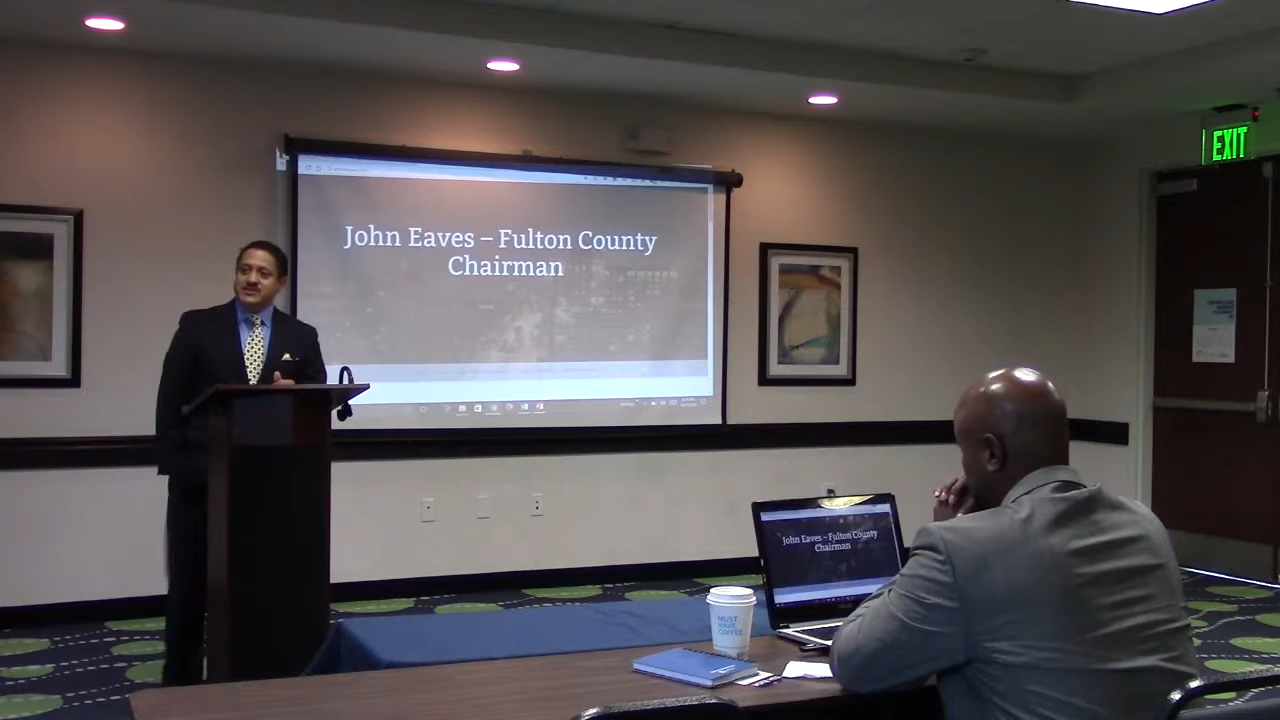 John Eaves – Fulton County
Chairman
EXIT
John Eaves – Fulton County
Chairman
MUST
HAVE
COFFEE